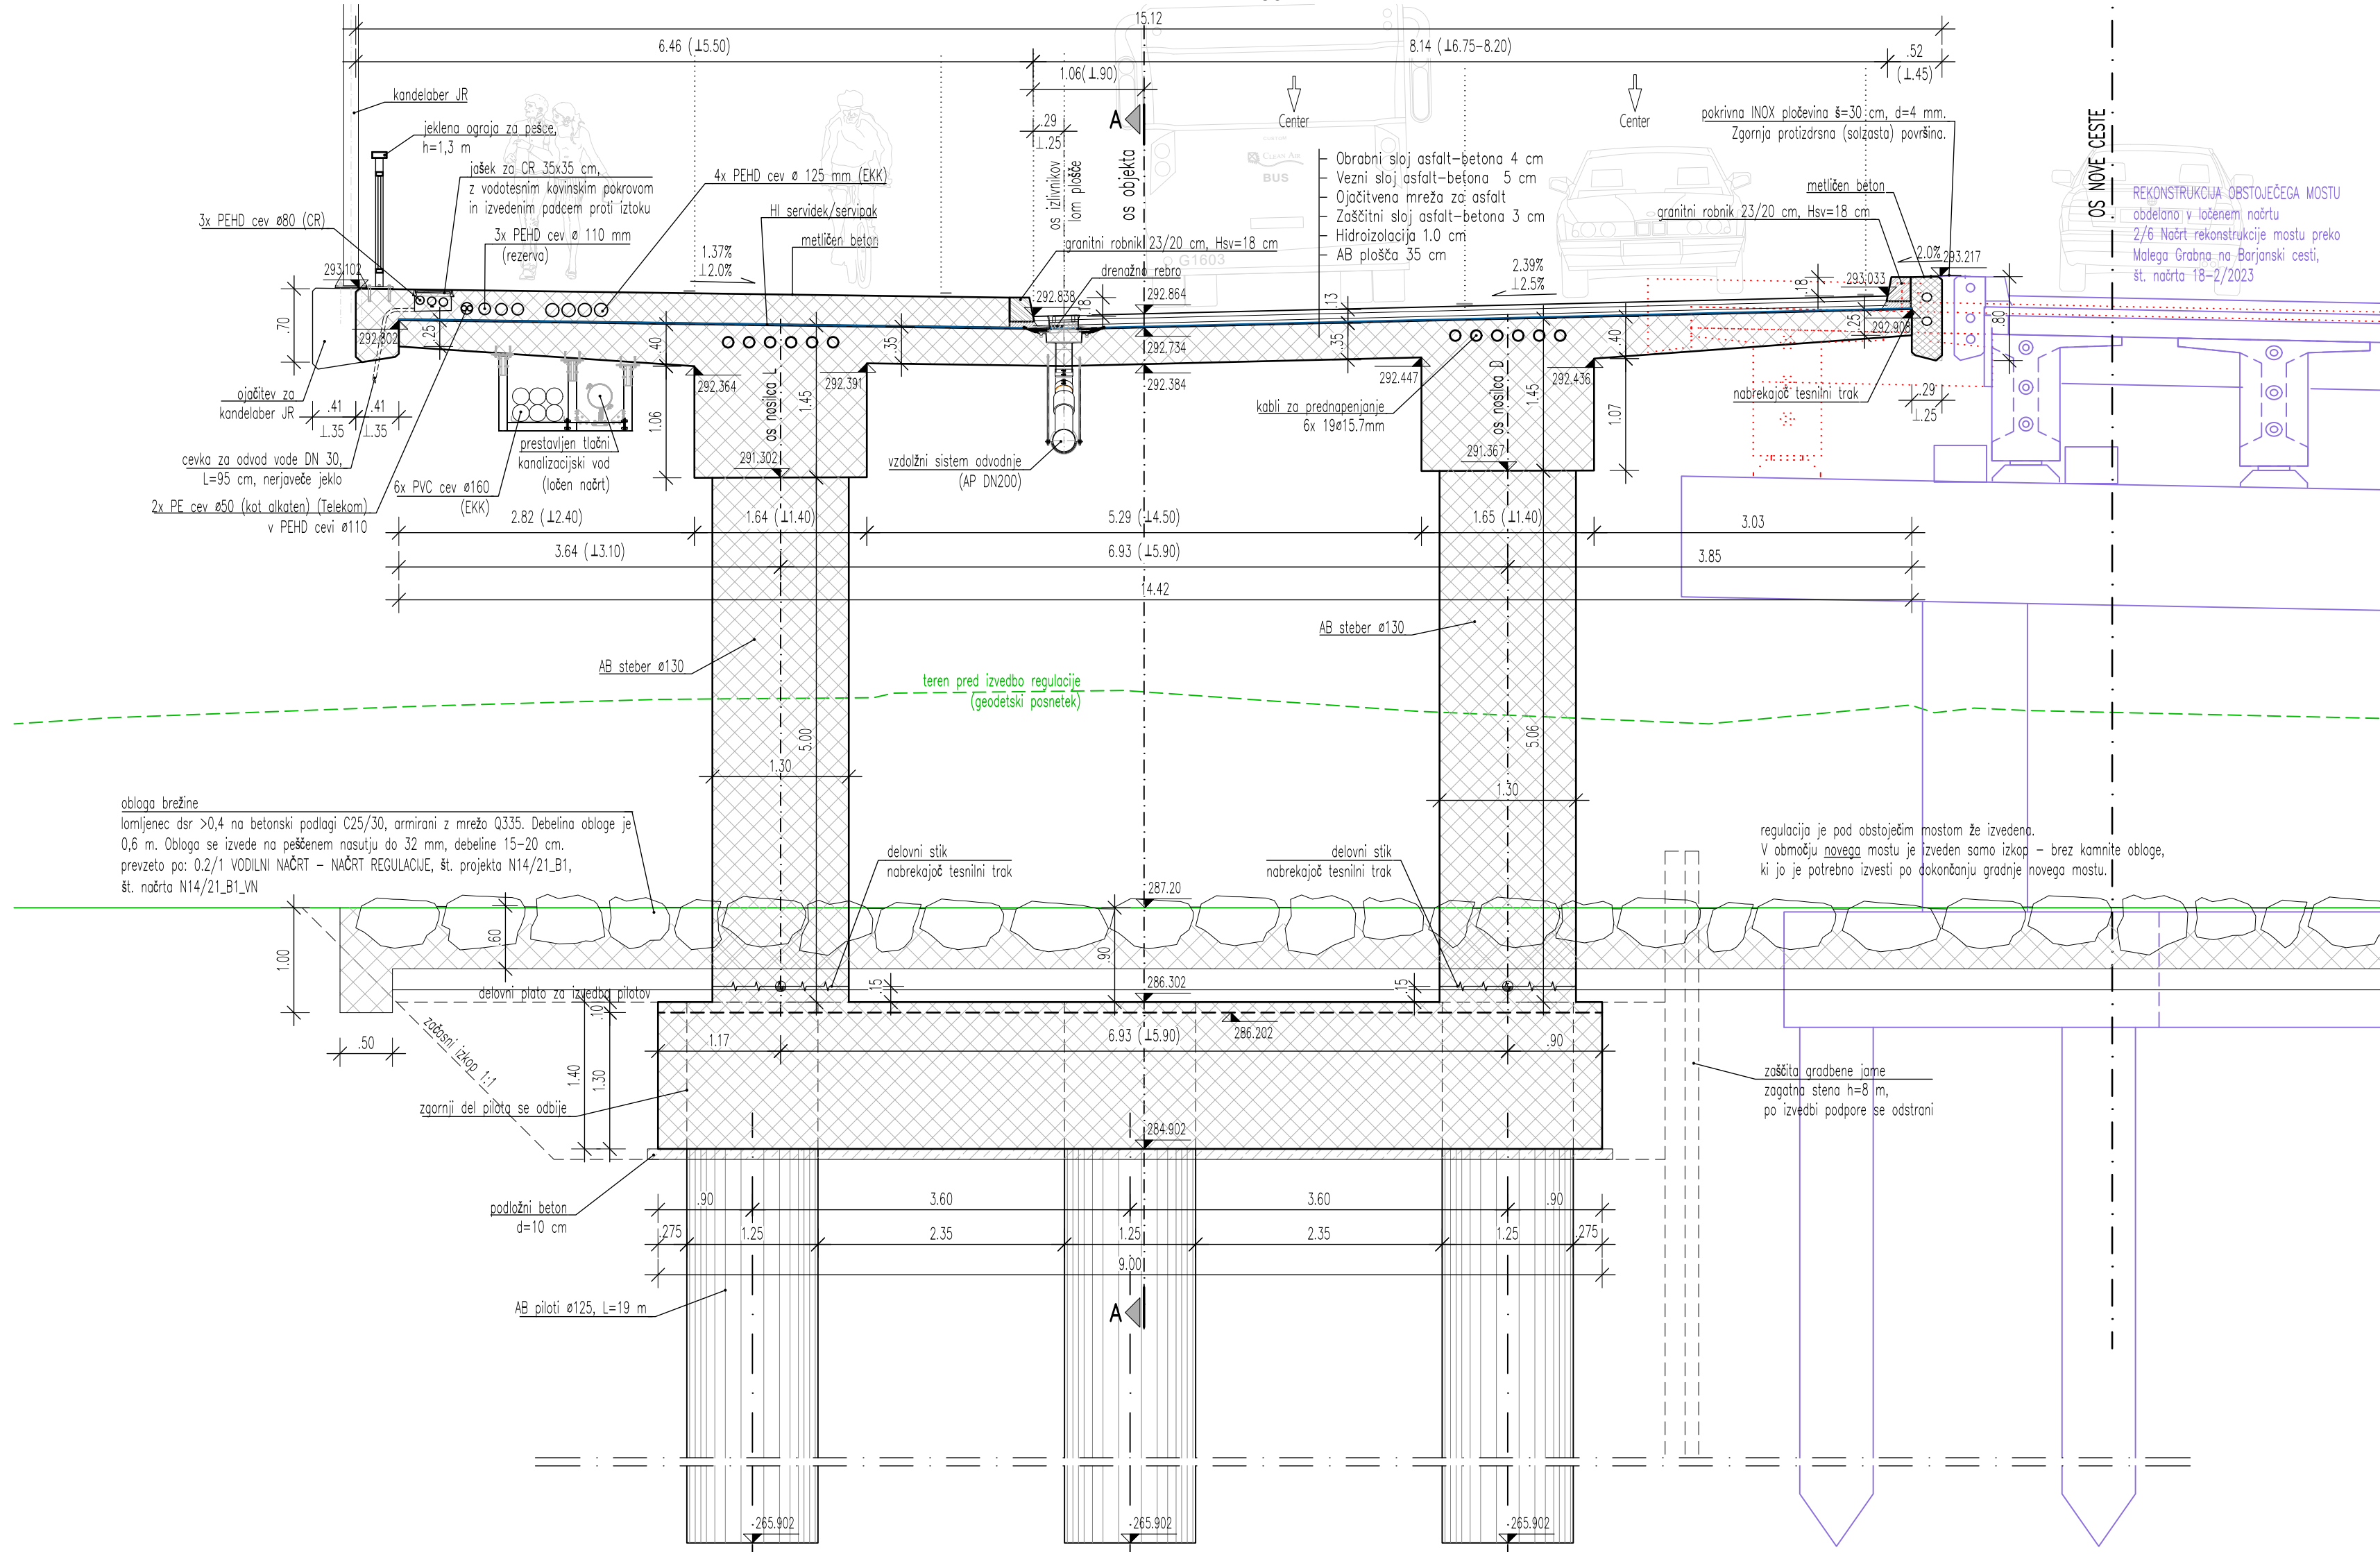 15.12
6.46 (⊥5.50)
8.14 (⊥6.75-8.20)
.52
(⊥.45)
1.06(⊥.90)
.29
⊥.25
kandelaber JR
jeklena ograja za pešce,
h=1,3 m
jašek za CR 35x35 cm,
z vodotesnim kovinskim pokrovom
in izvedenim padcem proti iztoku
4x PEHD cev ø 125 mm (EKK)
3x PEHD cev ø80 (CR)
3x PEHD cev ø 110 mm
(rezerva)
HI servidek/servipak
metličen beton
1.37%
⊥2.0%
A
os izlivnikov
lom plošče
os objekta
granitni robnik 23/20 cm, Hsv=18 cm
drenažno rebro
CLEAN AIR
BUS
G1603
Center
Center
Obrabni sloj asfalt-betona 4 cm
Vezni sloj asfalt-betona 5 cm
Ojačitvena mreža za asfalt
Zaščitni sloj asfalt-betona 3 cm
Hidroizolacija 1.0 cm
AB plošča 35 cm
2.39%
⊥2.5%
pokrivna INOX pločevina š=30 cm, d=4 mm.
Zgornja protizdrsna (solzasta) površina.
metličen beton
granitni robnik 23/20 cm, Hsv=18 cm
2.0%
293.217
293.033
OS NOVE CESTE
REKONSTRUKCIJA OBSTOJEČEGA MOSTU
obdelano v ločenem načrtu
2/6 Načrt rekonstrukcije mostu preko
Malega Grabna na Barjanski cesti,
št. načrta 18-2/2023
293.102
.70
292.802
.25
.40
.35
292.838
.18
292.864
292.734
292.384
.13
.35
.40
.18
.25
292.908
.80
292.364
292.391
292.447
292.436
1.06
1.45
1.45
1.07
os nosilca L
os nosilca D
291.302
291.367
ojačitev za
kandelaber JR
.41
.41
⊥.35
⊥.35
cevka za odvod vode DN 30,
L=95 cm, nerjaveče jeklo
2x PE cev ø50 (kot alkaten) (Telekom)
v PEHD cevi ø110
6x PVC cev ø160
(EKK)
prestavljen tlačni
kanalizacijski vod
(ločen načrt)
vzdolžni sistem odvodnje
(AP DN200)
kabli za prednapenjanje
6x 19ø15.7mm
nabrekajoč tesnilni trak
.29
⊥.25
2.82 (⊥2.40)
1.64 (⊥1.40)
5.29 (⊥4.50)
1.65 (⊥1.40)
3.03
3.64 (⊥3.10)
6.93 (⊥5.90)
3.85
14.42
AB steber ø130
AB steber ø130
teren pred izvedbo regulacije
(geodetski posnetek)
5.00
5.06
1.30
1.30
obloga brežine
lomljenec dsr >0,4 na betonski podlagi C25/30, armirani z mrežo Q335. Debelina obloge je
0,6 m. Obloga se izvede na peščenem nasutju do 32 mm, debeline 15-20 cm.
prevzeto po: 0.2/1 VODILNI NAČRT - NAČRT REGULACIJE, št. projekta N14/21_B1,
št. načrta N14/21_B1_VN
delovni stik
nabrekajoč tesnilni trak
delovni stik
nabrekajoč tesnilni trak
regulacija je pod obstoječim mostom že izvedena.
V območju novega mostu je izveden samo izkop - brez kamnite obloge,
ki jo je potrebno izvesti po dokončanju gradnje novega mostu.
287.20
1.00
.60
.90
.15
.15
286.302
delovni plato za izvedbo pilotov
.10
286.202
.50
začasni izkop 1:1
1.17
6.93 (⊥5.90)
.90
1.40
1.30
zgornji del pilota se odbije
zaščita gradbene jame
zagatna stena h=8 m,
po izvedbi podpore se odstrani
284.902
podložni beton
d=10 cm
.90
3.60
3.60
.90
.275
1.25
2.35
1.25
2.35
1.25
.275
9.00
AB piloti ø125, L=19 m
A
265.902
265.902
265.902